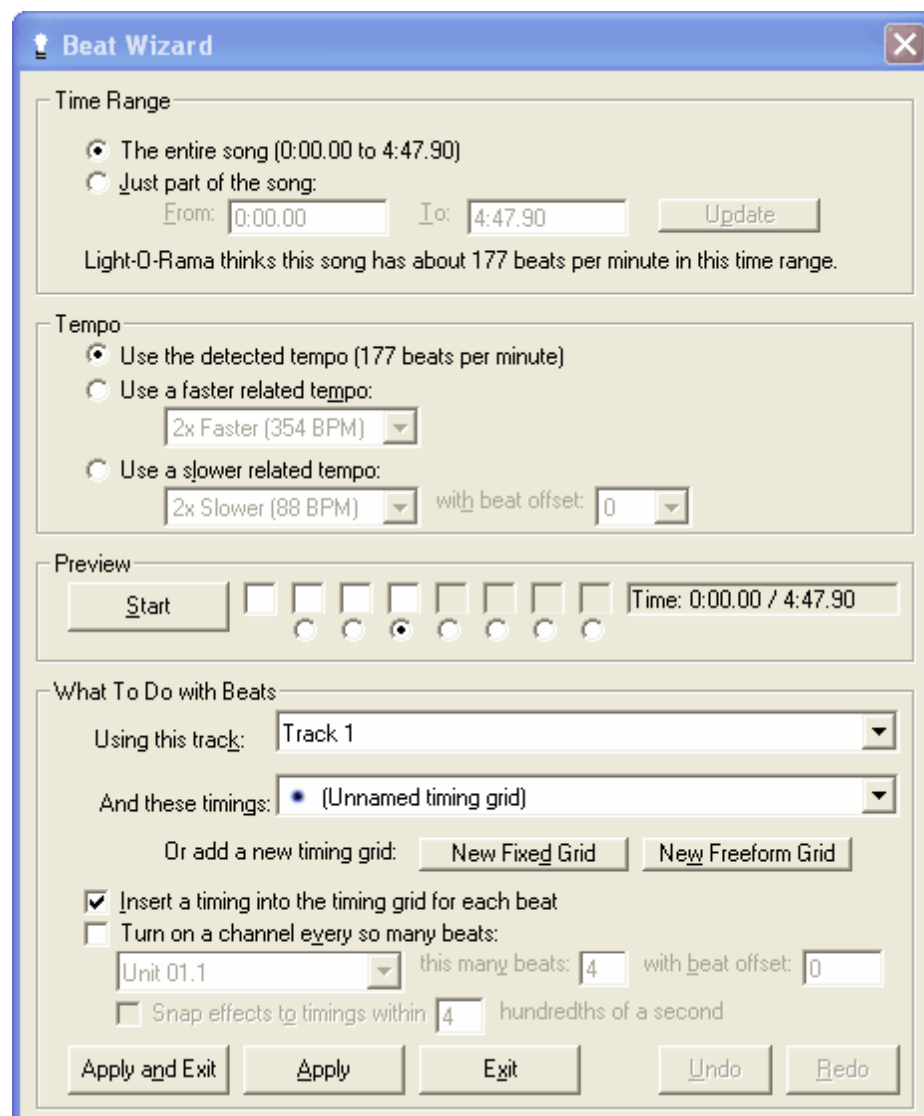 Beat Wizard
Time Range
The entire song (0:00.00 to 4:47.90)
Just part of the song:
From: 0:00.00 To: 4:47.90 Update
Light-O-Rama thinks this song has about 177 beats per minute in this time range.
Tempo
Use the detected tempo (177 beats per minute)
Use a faster related tempo:
2x Faster (354 BPM)
Use a slower related tempo:
2x Slower (88 BPM) with beat offset: 0
Preview
Start Time: 0:00.00 / 4:47.90
What To Do with Beats
Using this track: Track 1
And these timings: (Unnamed timing grid)
Or add a new timing grid: New Fixed Grid New Freeform Grid
Insert a timing into the timing grid for each beat
Turn on a channel every so many beats:
Unit 01.1 this many beats: 4 with beat offset: 0
Snap effects to timings within 4 hundredths of a second
Apply and Exit Apply Exit Undo Redo